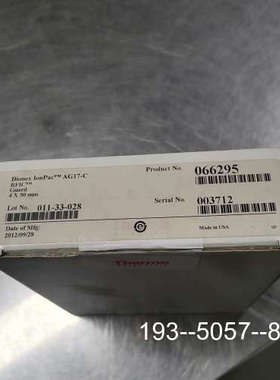 Dionex IonPac™ AG17-C
RFIC™
Guard
4 X 50 mm
Product No
066295
Lot No. 011-33-028
Serial No.
003712
Date of Mfg:
2012/09/28
Made in USA
Thermo
193--5057--8